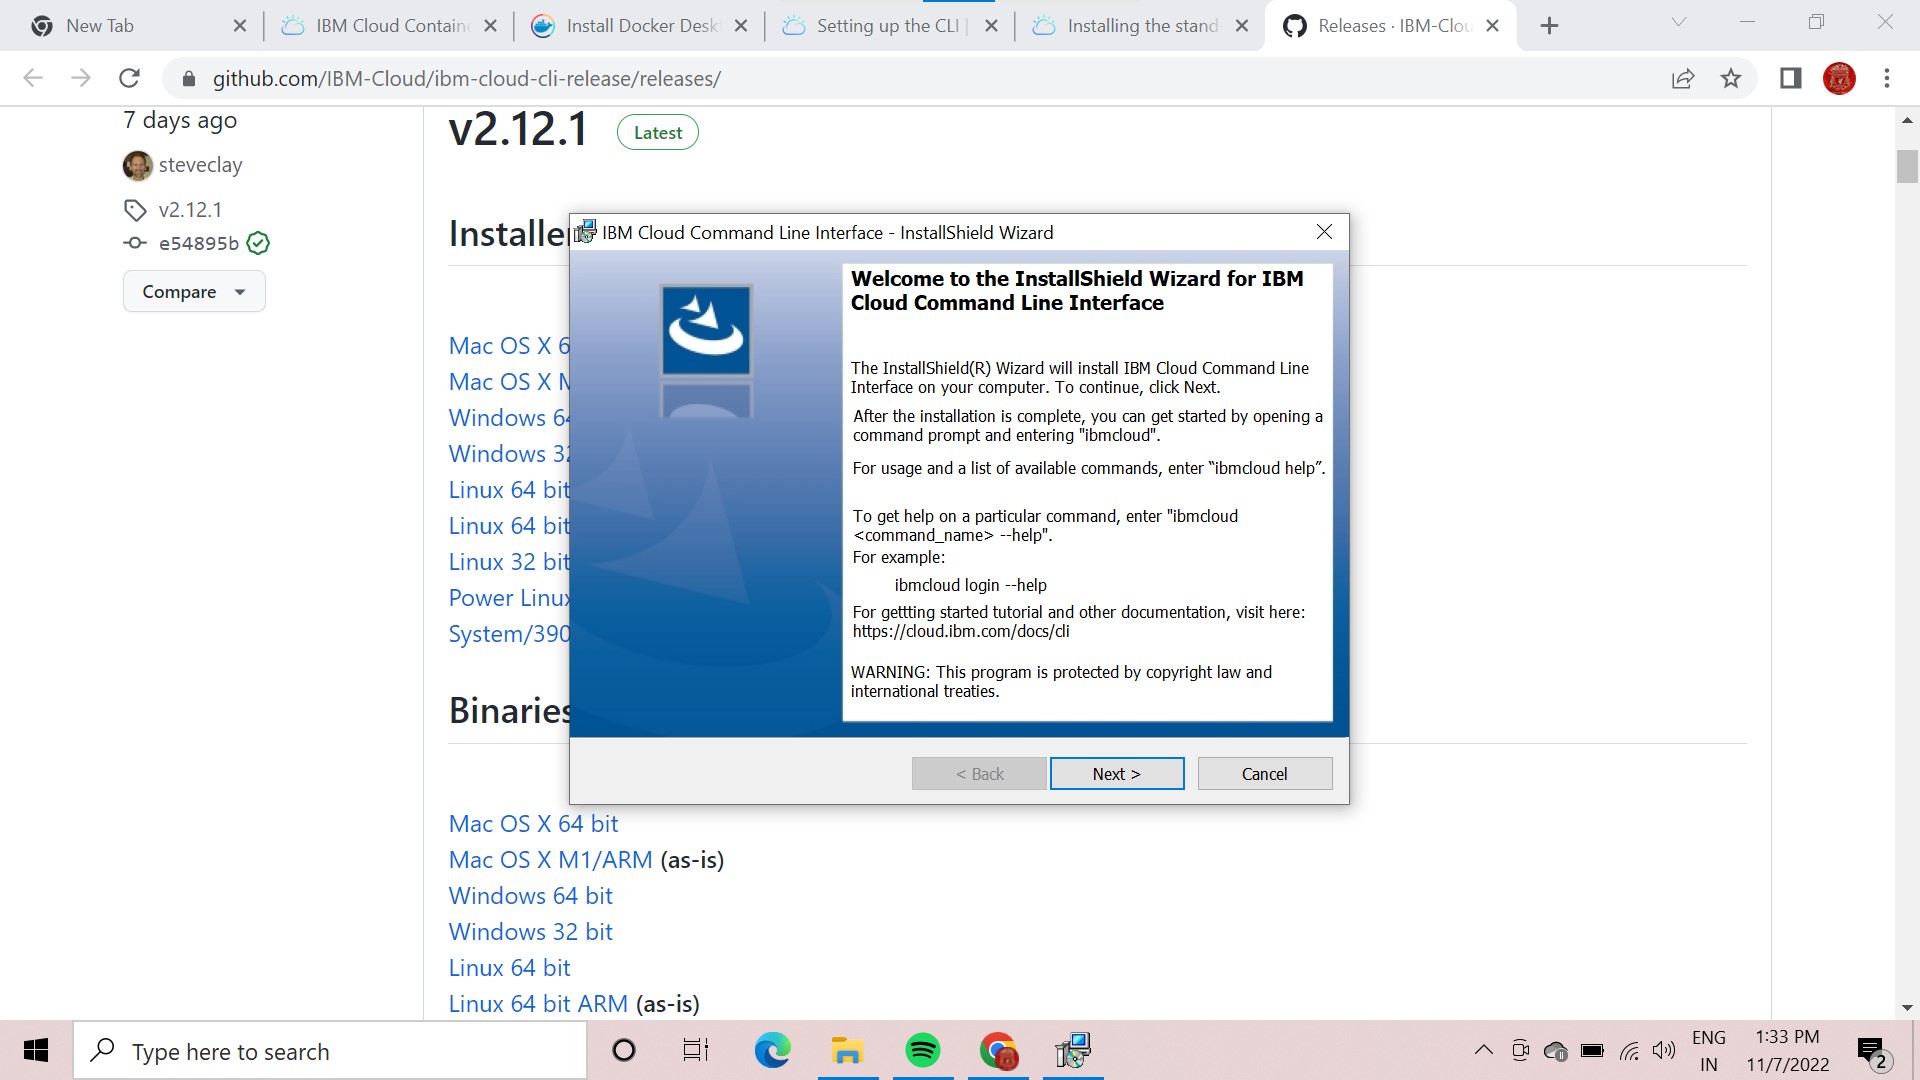 New Tab
IBM Cloud Containe
Install Docker Deskt
Setting up the CLI |
Installing the stand
Releases · IBM-Clou
github.com/IBM-Cloud/ibm-cloud-cli-release/releases/
7 days ago
steveclay
v2.12.1
e54895b
Compare
v2.12.1
Latest
Installe
Mac OS X 6
Mac OS X M
Windows 64
Windows 32
Linux 64 bit
Linux 64 bit
Linux 32 bit
Power Linux
System/390
Binaries
Mac OS X 64 bit
Mac OS X M1/ARM (as-is)
Windows 64 bit
Windows 32 bit
Linux 64 bit
Linux 64 bit ARM (as-is)
IBM Cloud Command Line Interface - InstallShield Wizard
Welcome to the InstallShield Wizard for IBM
Cloud Command Line Interface
The InstallShield(R) Wizard will install IBM Cloud Command Line
Interface on your computer. To continue, click Next.
After the installation is complete, you can get started by opening a
command prompt and entering "ibmcloud".
For usage and a list of available commands, enter “ibmcloud help”.
To get help on a particular command, enter "ibmcloud
<command_name> --help".
For example:
ibmcloud login --help
For gettting started tutorial and other documentation, visit here:
https://cloud.ibm.com/docs/cli
WARNING: This program is protected by copyright law and
international treaties.
< Back
Next >
Cancel
Type here to search
ENG
IN
1:33 PM
11/7/2022
2